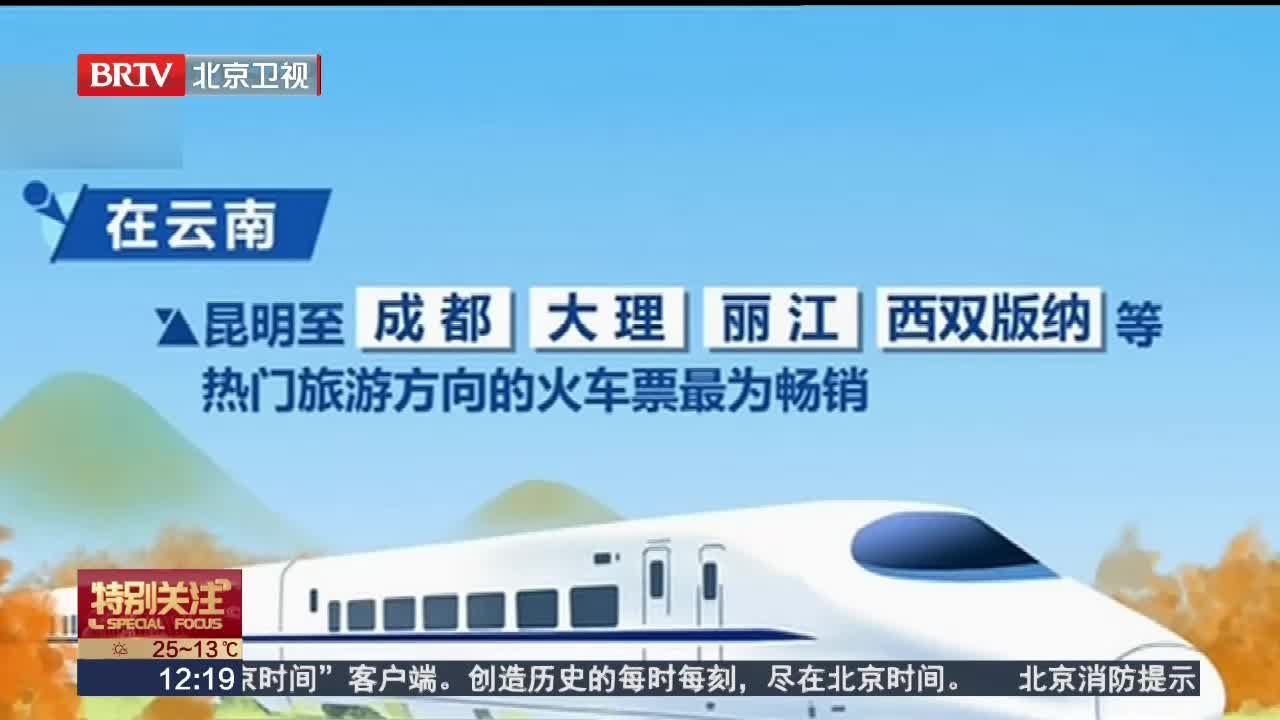 BRTV 北京卫视
在云南
昆明至 成都 大理 丽江 西双版纳 等
热门旅游方向的火车票最为畅销
特别关注
SPECIAL FOCUS
25~13℃
12:19 京时间”客户端。创造历史的每时每刻，尽在北京时间。 北京消防提示